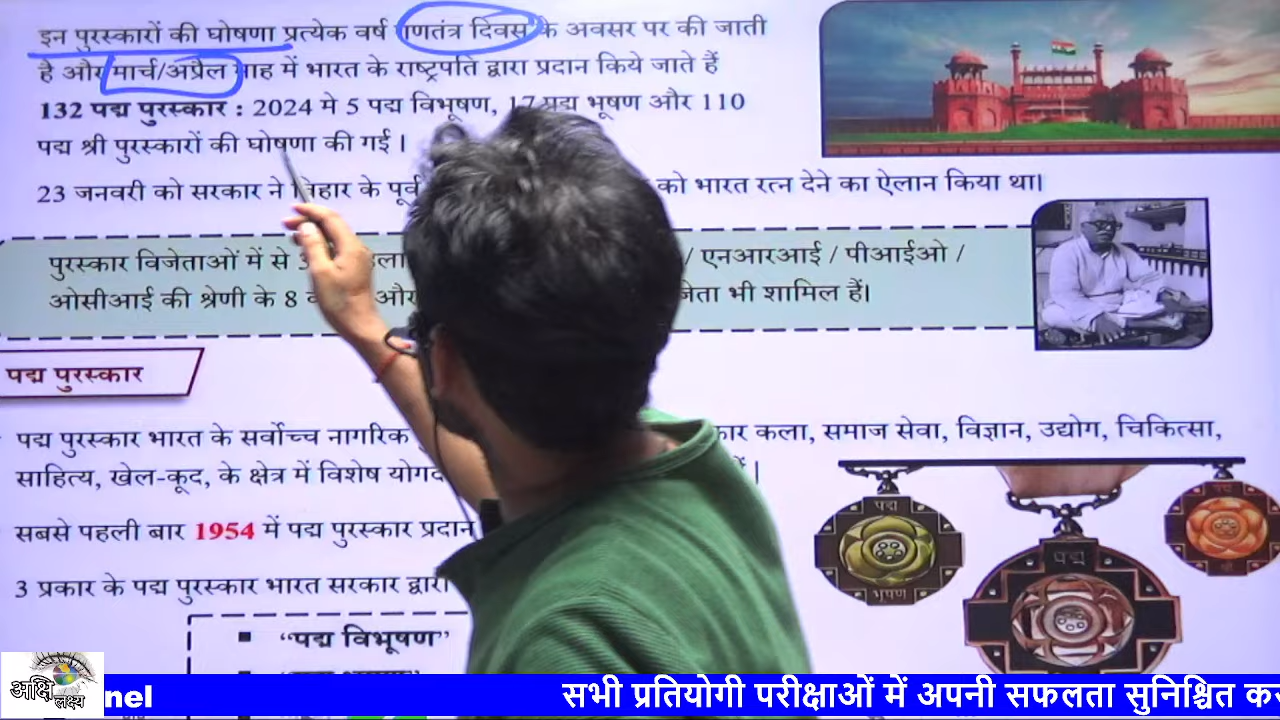 इन पुरस्कारों की घोषणा प्रत्येक वर्ष गणतंत्र दिवस के अवसर पर की जाती
है और मार्च/अप्रैल माह में भारत के राष्ट्रपति द्वारा प्रदान किये जाते हैं
132 पद्म पुरस्कार : 2024 मे 5 पद्म विभूषण, 17 पद्म भूषण और 110
पद्म श्री पुरस्कारों की घोषणा की गई ।
23 जनवरी को सरकार ने बिहार के पूर्व को भारत रत्न देने का ऐलान किया था।
पुरस्कार विजेताओं में से / एनआरआई / पीआईओ /
ओसीआई की श्रेणी के 8 और भी शामिल हैं।
पद्म पुरस्कार
पद्म पुरस्कार भारत के सर्वोच्च नागरिक कला, समाज सेवा, विज्ञान, उद्योग, चिकित्सा,
साहित्य, खेल-कूद, के क्षेत्र में विशेष
सबसे पहली बार 1954 में पद्म पुरस्कार प्रदान
3 प्रकार के पद्म पुरस्कार भारत सरकार द्वारा
"पद्म विभूषण"
पद्म
भूषण
पद्म
पद्म
श्री
अक्षि
लक्ष्य
nel
सभी प्रतियोगी परीक्षाओं में अपनी सफलता सुनिश्चित क